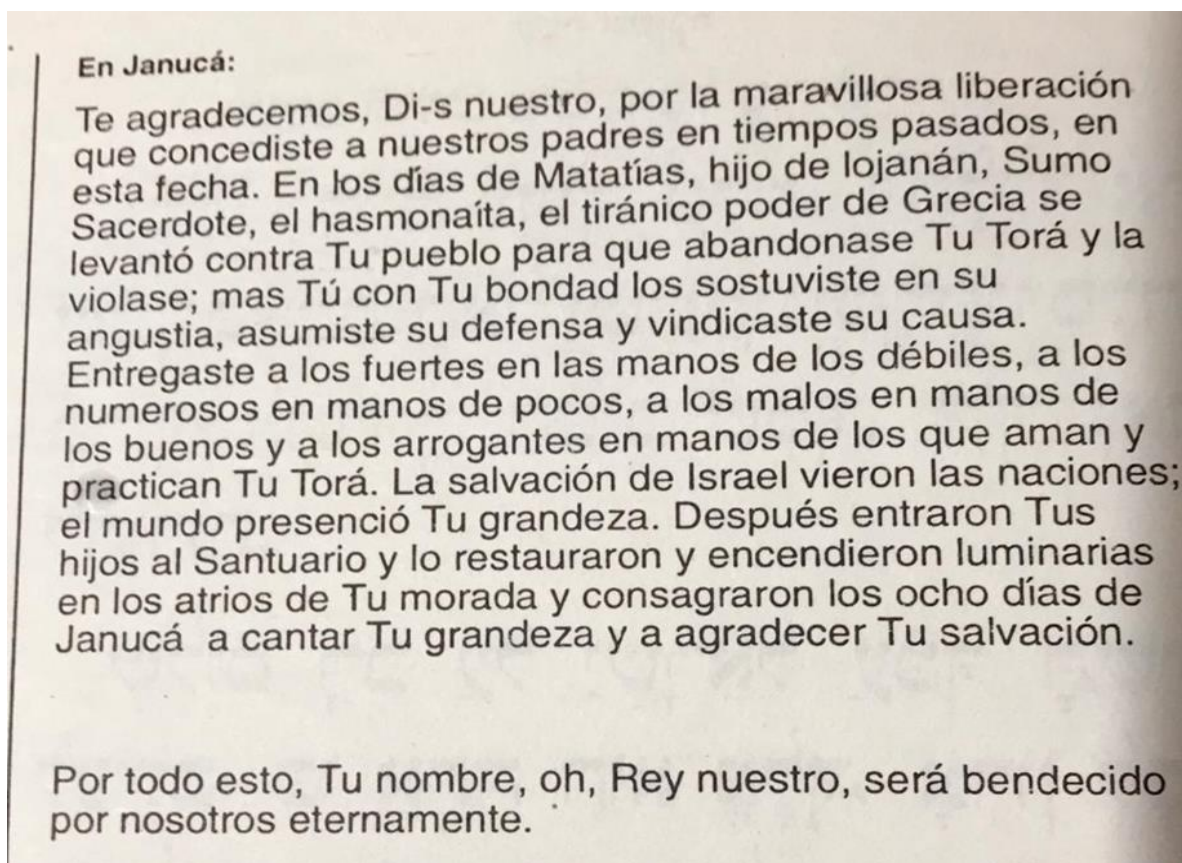 En Janucá:
Te agradecemos, Di-s nuestro, por la maravillosa liberación
que concediste a nuestros padres en tiempos pasados, en
esta fecha. En los días de Matatías, hijo de Iojanán, Sumo
Sacerdote, el hasmonaíta, el tiránico poder de Grecia se
levantó contra Tu pueblo para que abandonase Tu Torá y la
violase; mas Tú con Tu bondad los sostuviste en su
angustia, asumiste su defensa y vindicaste su causa.
Entregaste a los fuertes en las manos de los débiles, a los
numerosos en manos de pocos, a los malos en manos de
los buenos y a los arrogantes en manos de los que aman y
practican Tu Torá. La salvación de Israel vieron las naciones;
el mundo presenció Tu grandeza. Después entraron Tus
hijos al Santuario y lo restauraron y encendieron luminarias
en los atrios de Tu morada y consagraron los ocho días de
Janucá a cantar Tu grandeza y a agradecer Tu salvación.
Por todo esto, Tu nombre, oh, Rey nuestro, será bendecido
por nosotros eternamente.